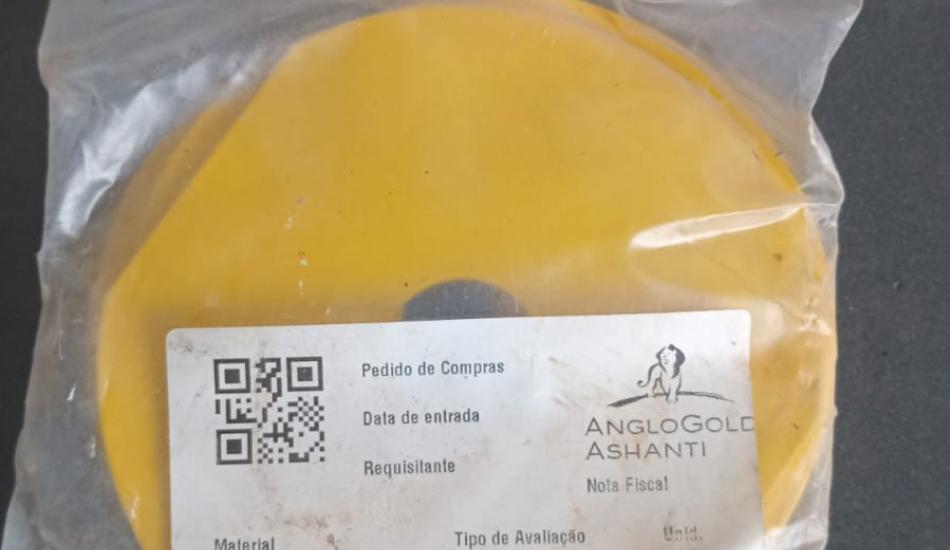 Pedido de Compras
Data de entrada
Requisitante
ANGLOGOLD
ASHANTI
Nota Fiscal
Material
Tipo de Avaliação
Unid.